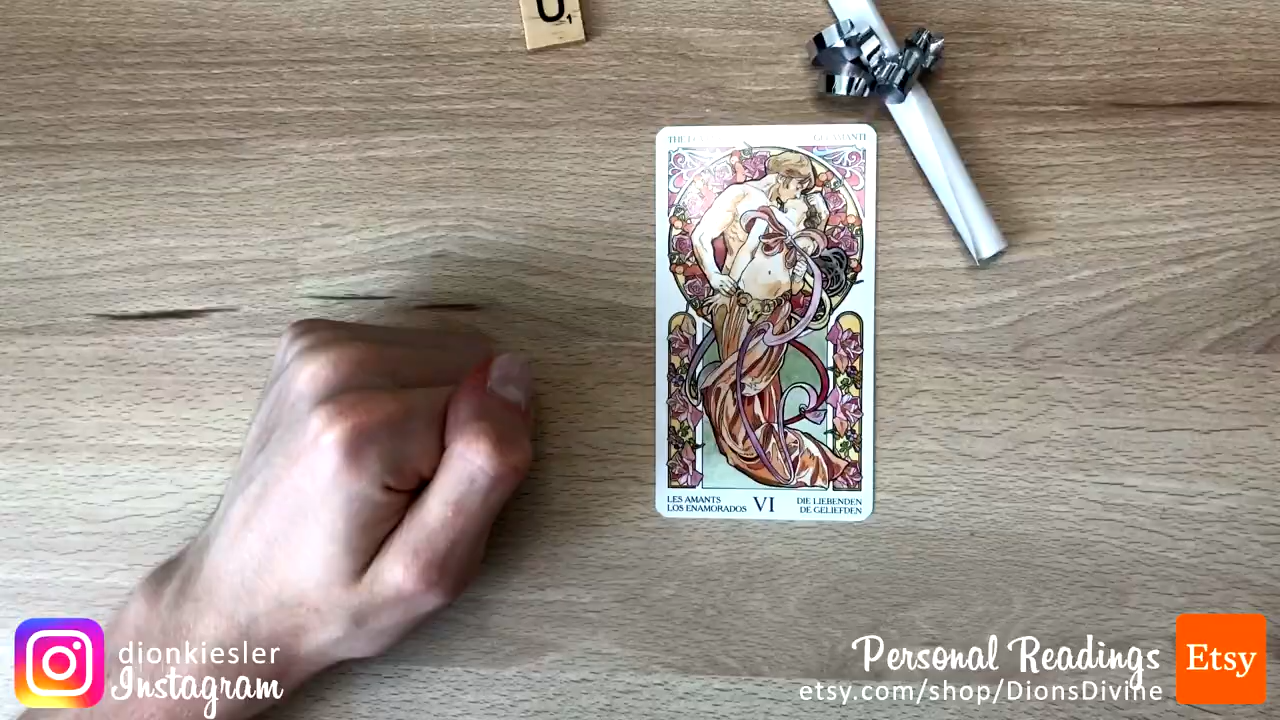 U₁
LES AMANTS
LOS ENAMORADOS
VI
DIE LIEBENDEN
DE GELIEFDEN
dionkiesler
Instagram
Personal Readings
etsy.com/shop/DionsDivine
Etsy